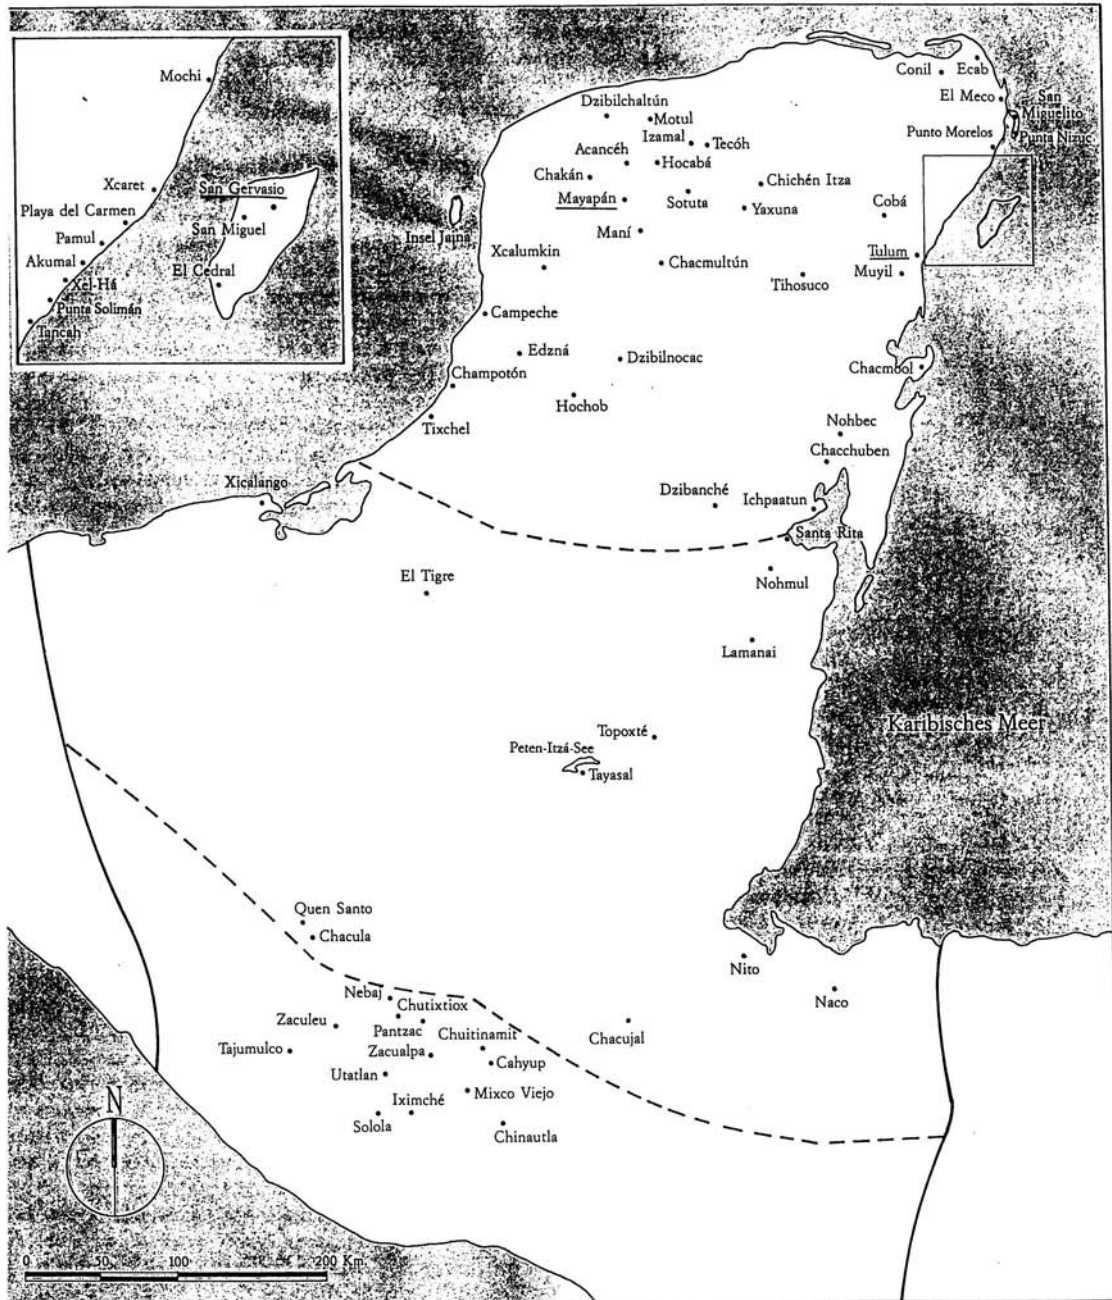 Mochi
Xcaret
San Gervasio
Playa del Carmen
San Miguel
Pamul
Akumal
El Cedral
Xel-Há
Punta Solimán
Tancah
Conil
Ecab
El Meco
San
Miguelito
Punta Nizuc
Punto Morelos
Dzibilchaltún
Motul
Izamal
Tecóh
Acancéh
Hocabá
Chakán
Chichén Itza
Mayapán
Sotuta
Yaxuna
Cobá
Insel Jaina
Maní
Xcalumkin
Chacmultún
Tulum
Tihosuco
Muyil
Campeche
Edzná
Dzibilnocac
Chacmool
Champotón
Hochob
Tixchel
Nohbec
Chacchuben
Xicalango
Dzibanché
Ichpaatun
Santa Rita
El Tigre
Nohmul
Lamanai
Karibisches Meer
Topoxté
Peten-Itzá-See
Tayasal
Quen Santo
Chacula
Nito
Naco
Nebaj
Chutixtiox
Zaculeu
Pantzac
Chuitinamit
Chacujal
Tajumulco
Zacualpa
Cahyup
Utatlan
Mixco Viejo
Iximché
Solola
Chinautla
N
0 50 100 200 Km